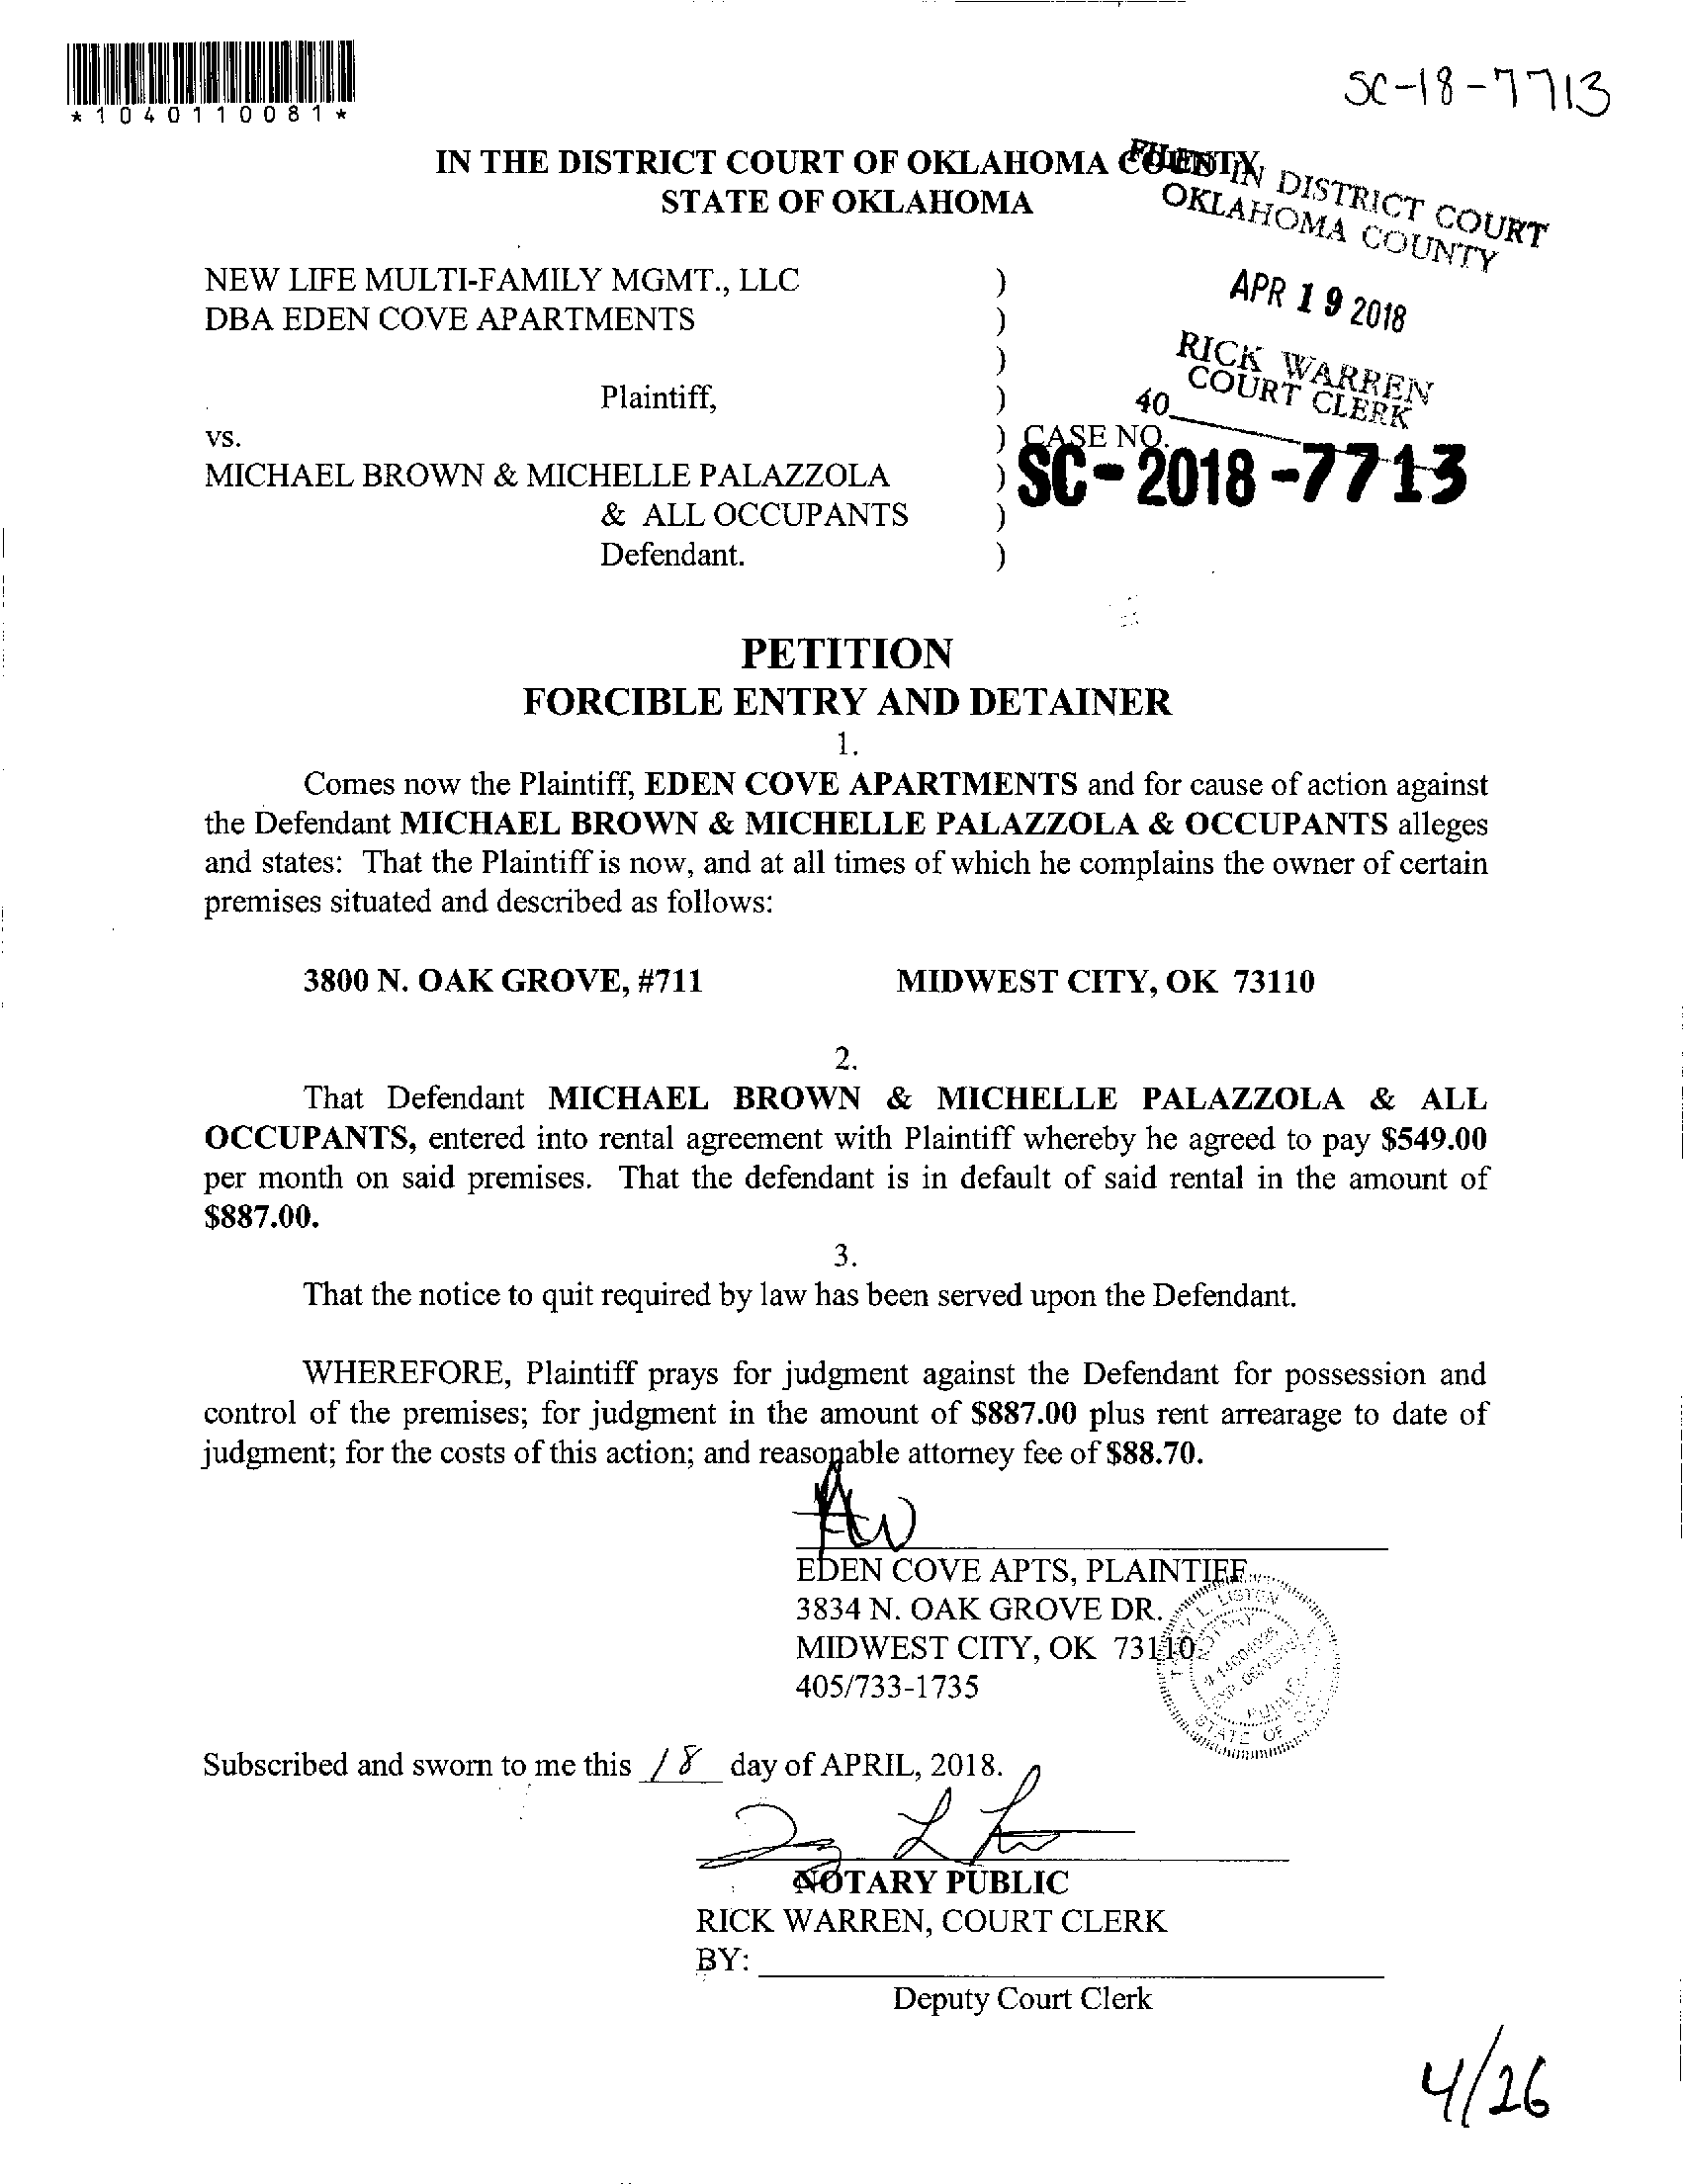 *1040110081*
SC-18-7713
IN THE DISTRICT COURT OF OKLAHOMA COUNTY
STATE OF OKLAHOMA
FILED IN DISTRICT COURT
OKLAHOMA COUNTY
APR 19 2018
RICK WARREN
COURT CLERK
40
NEW LIFE MULTI-FAMILY MGMT., LLC )
DBA EDEN COVE APARTMENTS )
)
Plaintiff, )
vs. ) CASE NO.
SC-2018-7713
MICHAEL BROWN & MICHELLE PALAZZOLA )
& ALL OCCUPANTS )
Defendant. )
PETITION
FORCIBLE ENTRY AND DETAINER
1.
Comes now the Plaintiff, EDEN COVE APARTMENTS and for cause of action against
the Defendant MICHAEL BROWN & MICHELLE PALAZZOLA & OCCUPANTS alleges
and states: That the Plaintiff is now, and at all times of which he complains the owner of certain
premises situated and described as follows:
3800 N. OAK GROVE, #711 MIDWEST CITY, OK 73110
2.
That Defendant MICHAEL BROWN & MICHELLE PALAZZOLA & ALL
OCCUPANTS, entered into rental agreement with Plaintiff whereby he agreed to pay $549.00
per month on said premises. That the defendant is in default of said rental in the amount of
$887.00.
3.
That the notice to quit required by law has been served upon the Defendant.
WHEREFORE, Plaintiff prays for judgment against the Defendant for possession and
control of the premises; for judgment in the amount of $887.00 plus rent arrearage to date of
judgment; for the costs of this action; and reasonable attorney fee of $88.70.
EDEN COVE APTS, PLAINTIFF
3834 N. OAK GROVE DR.
MIDWEST CITY, OK 73110
405/733-1735
L. LISTON
NOTARY
PUBLIC
STATE OF
Subscribed and sworn to me this 18 day of APRIL, 2018.
NOTARY PUBLIC
RICK WARREN, COURT CLERK
BY:
Deputy Court Clerk
4/26